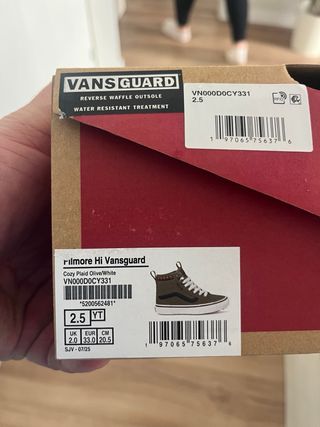 VANSGUARD
REVERSE WAFFLE OUTSOLE
WATER RESISTANT TREATMENT
VN000D0CY331
2.5
1 97065 75637 6
Filmore Hi Vansguard
Cozy Plaid Olive/White
VN000D0CY331
*5200562481*
2.5 YT
UK EUR CM
2.0 33.0 20.5
SJV - 07/25
1 97065 75637 6